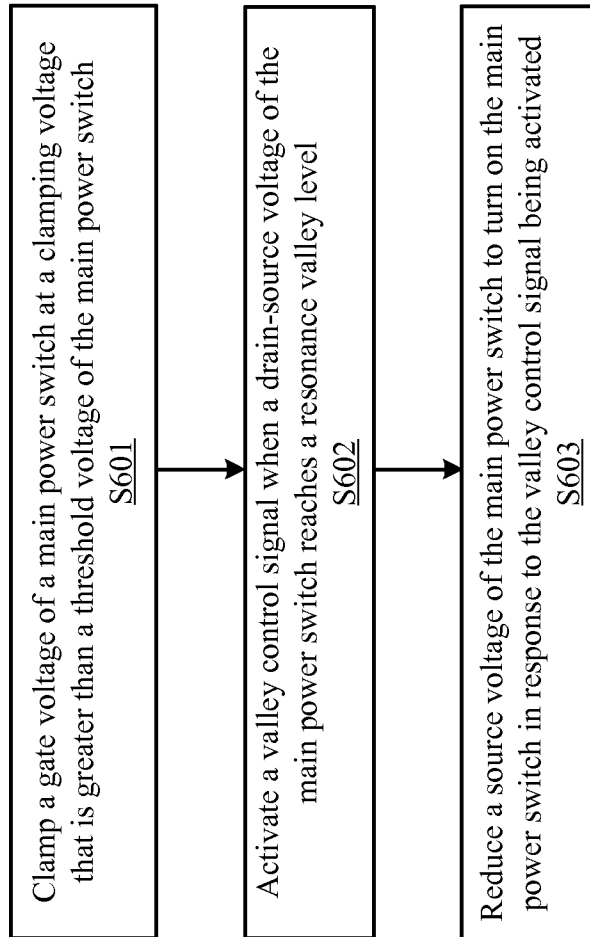 Clamp a gate voltage of a main power switch at a clamping voltage
that is greater than a threshold voltage of the main power switch
S601
Activate a valley control signal when a drain-source voltage of the
main power switch reaches a resonance valley level
S602
Reduce a source voltage of the main power switch to turn on the main
power switch in response to the valley control signal being activated
S603